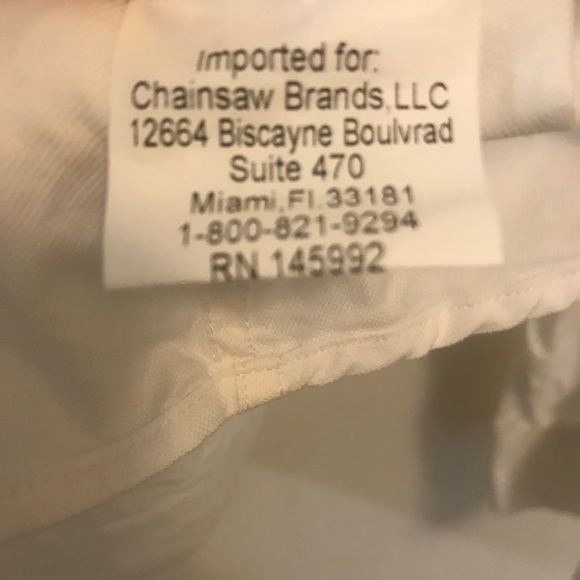 Imported for:
Chainsaw Brands,LLC
12664 Biscayne Boulvrad
Suite 470
Miami,Fl.33181
1-800-821-9294
RN 145992